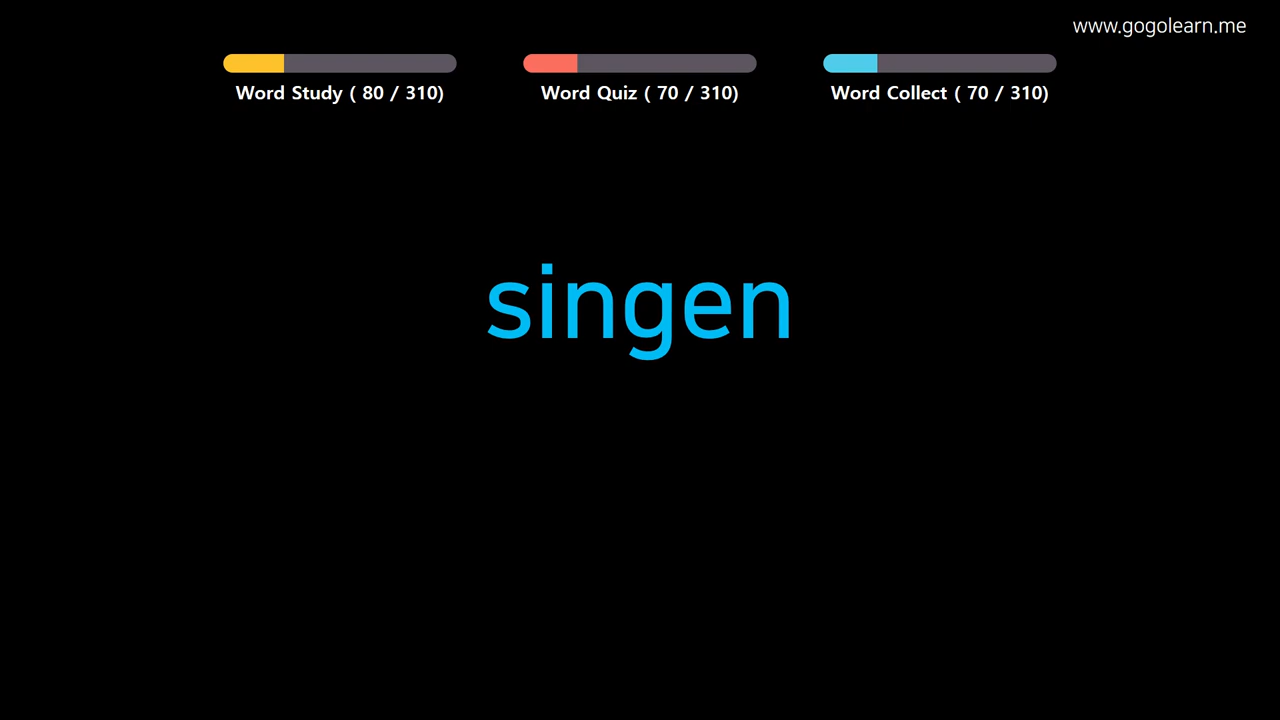 www.gogolearn.me
Word Study ( 80 / 310)
Word Quiz ( 70 / 310)
Word Collect ( 70 / 310)
singen